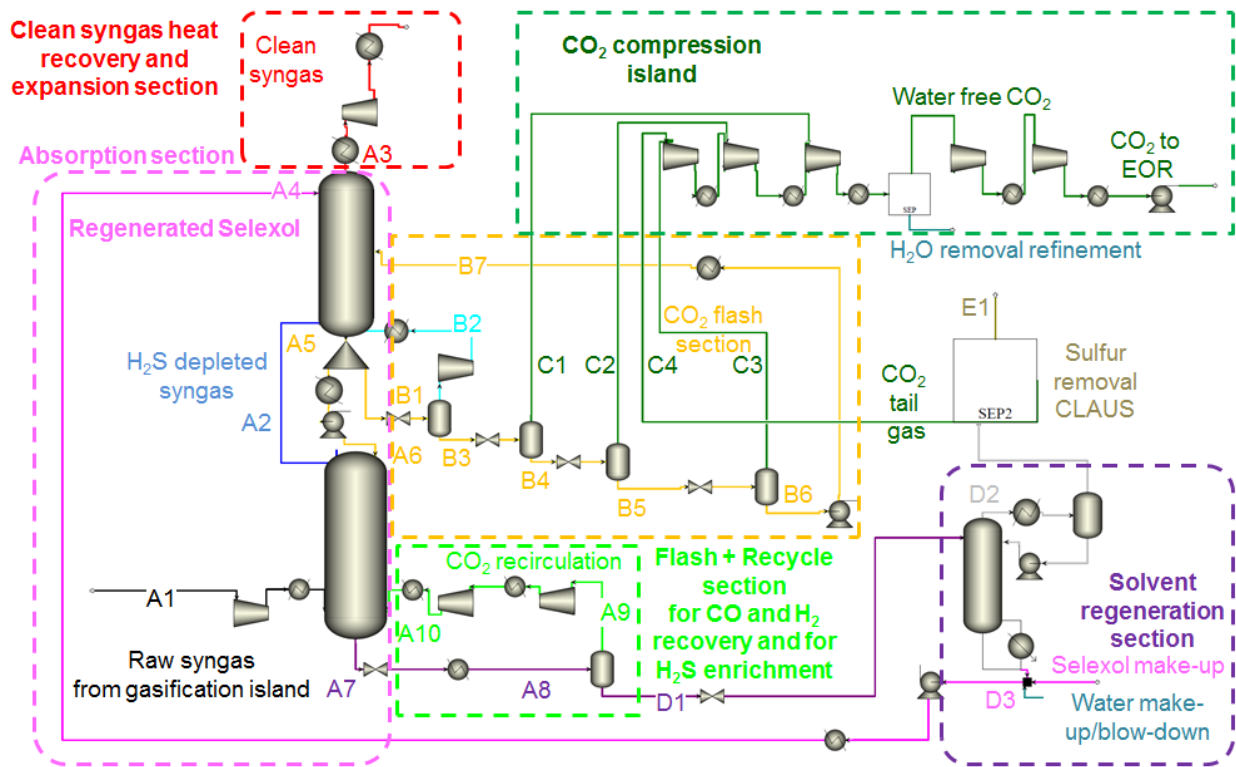 Clean syngas heat
recovery and
expansion section
Clean
syngas
A3
CO₂ compression
island
Water free CO₂
CO₂ to
EOR
SEP
H₂O removal refinement
Absorption section
A4
Regenerated Selexol
B7
B2
CO₂ flash
section
E1
A5
H₂S depleted
syngas
A2
B1
C1
C2
C4
C3
CO₂
tail
gas
Sulfur
removal
CLAUS
SEP2
A6
B3
B4
B5
B6
D2
CO₂ recirculation
A9
A1
A10
Flash + Recycle
section
for CO and H₂
recovery and for
H₂S enrichment
Solvent
regeneration
section
Raw syngas
from gasification island
A7
A8
D1
Selexol make-up
D3
Water make-
up/blow-down